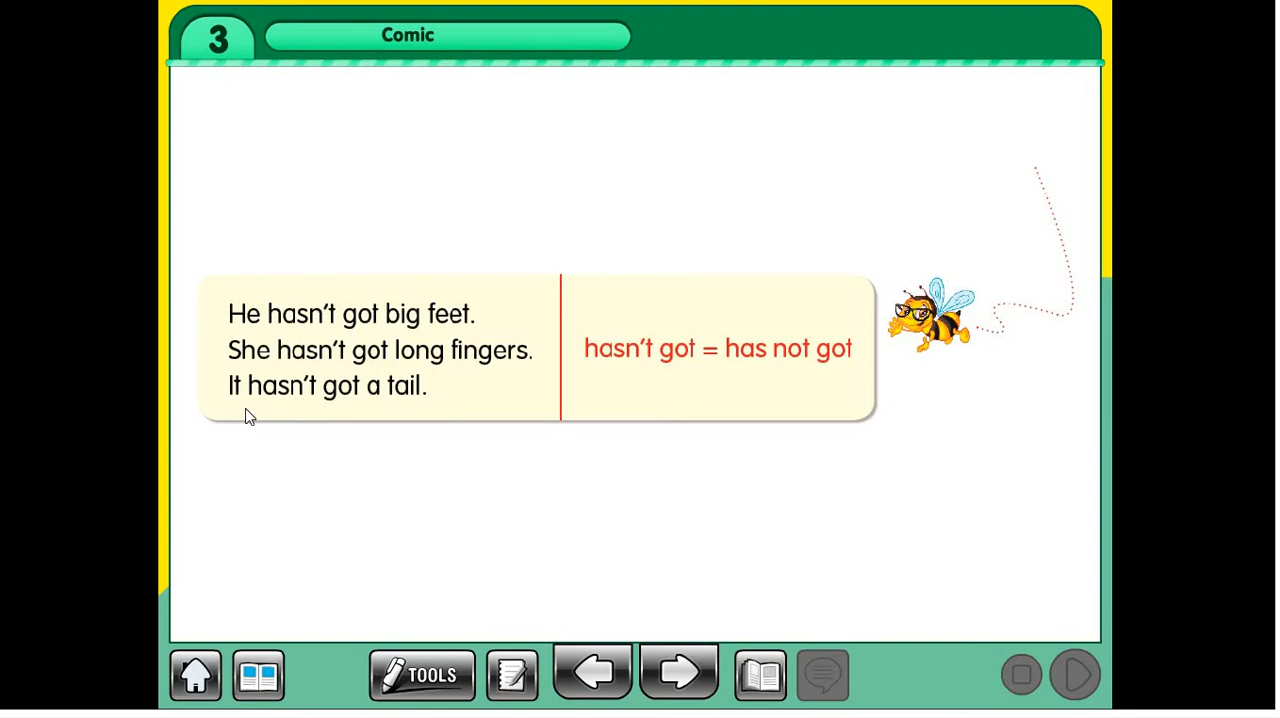 3
Comic
He hasn't got big feet.
She hasn't got long fingers.
It hasn't got a tail.
hasn't got = has not got
TOOLS